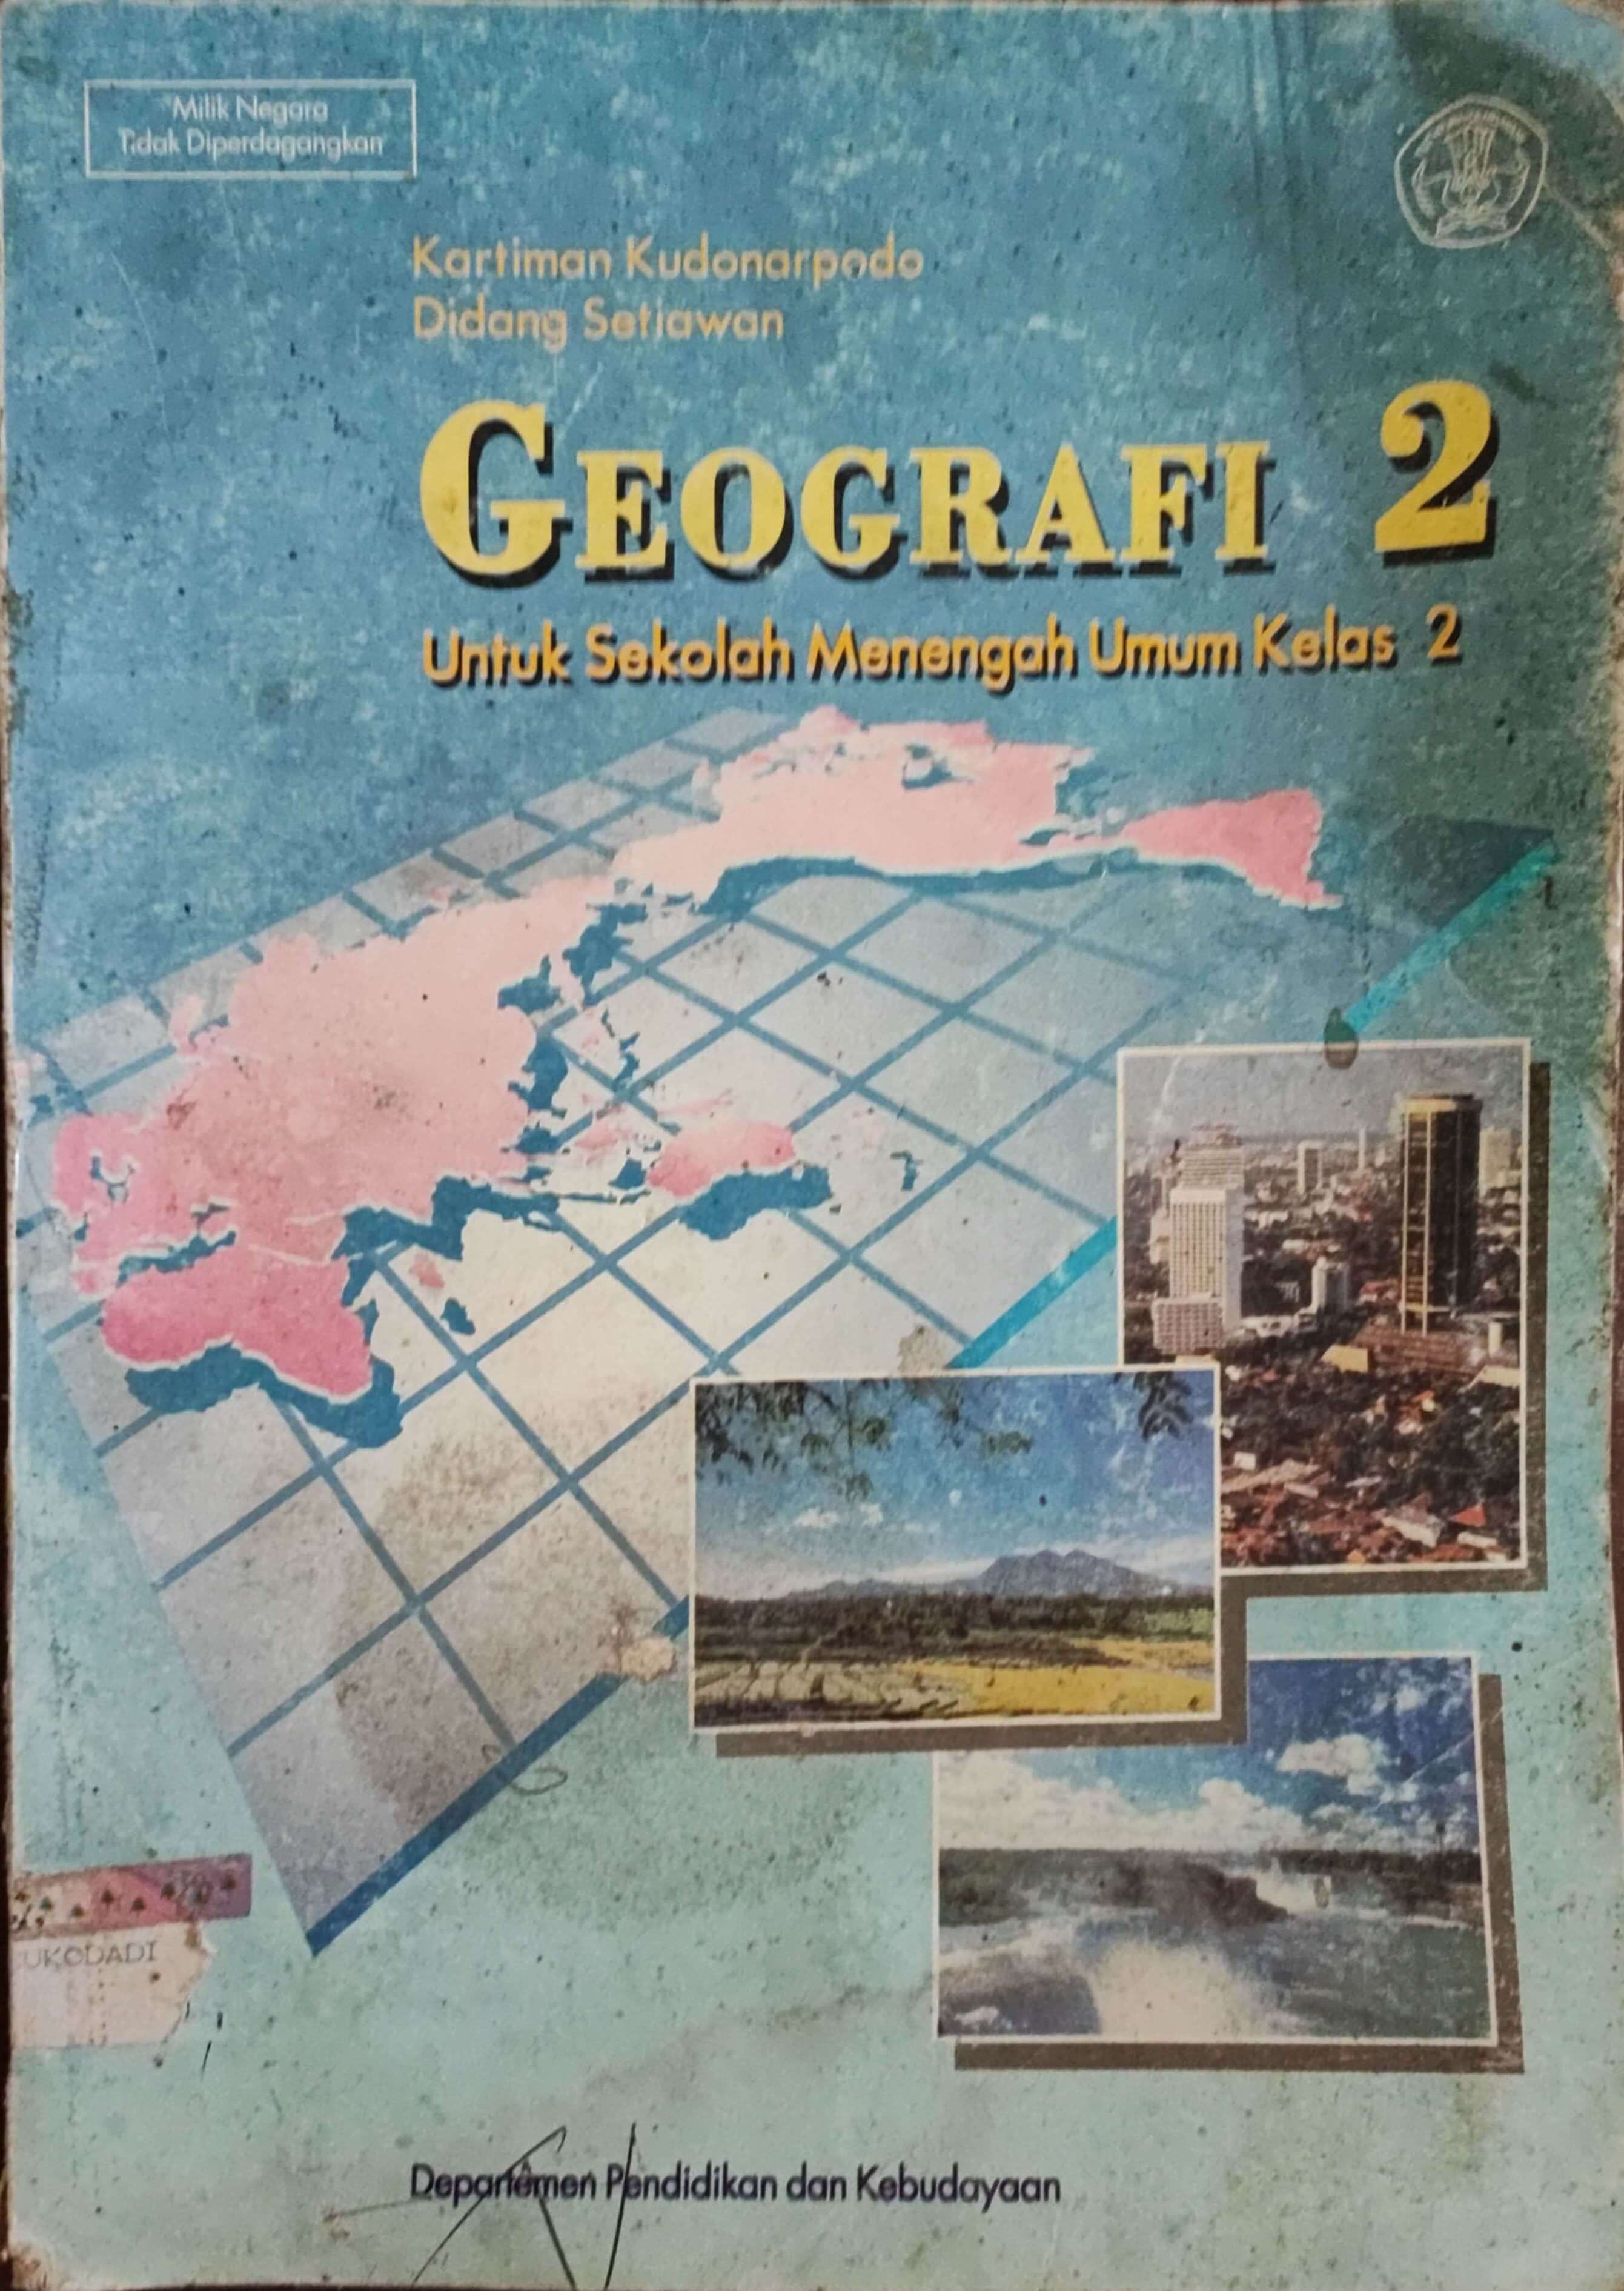 Milik Negara
Tidak Diperdagangkan
Kartiman Kudonarpodo
Didang Setiawan
GEOGRAFI 2
Untuk Sekolah Menengah Umum Kelas 2
UKODADI
Departemen Pendidikan dan Kebudayaan